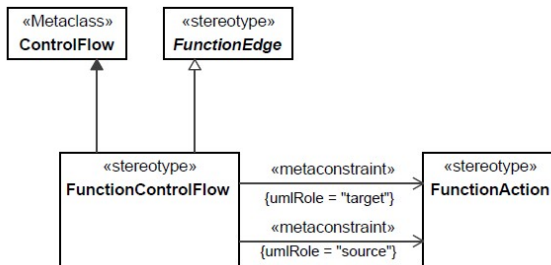 «Metaclass»
ControlFlow
«stereotype»
FunctionEdge
«stereotype»
FunctionControlFlow
«metaconstraint»
{umlRole = "target"}
«metaconstraint»
{umlRole = "source"}
«stereotype»
FunctionAction